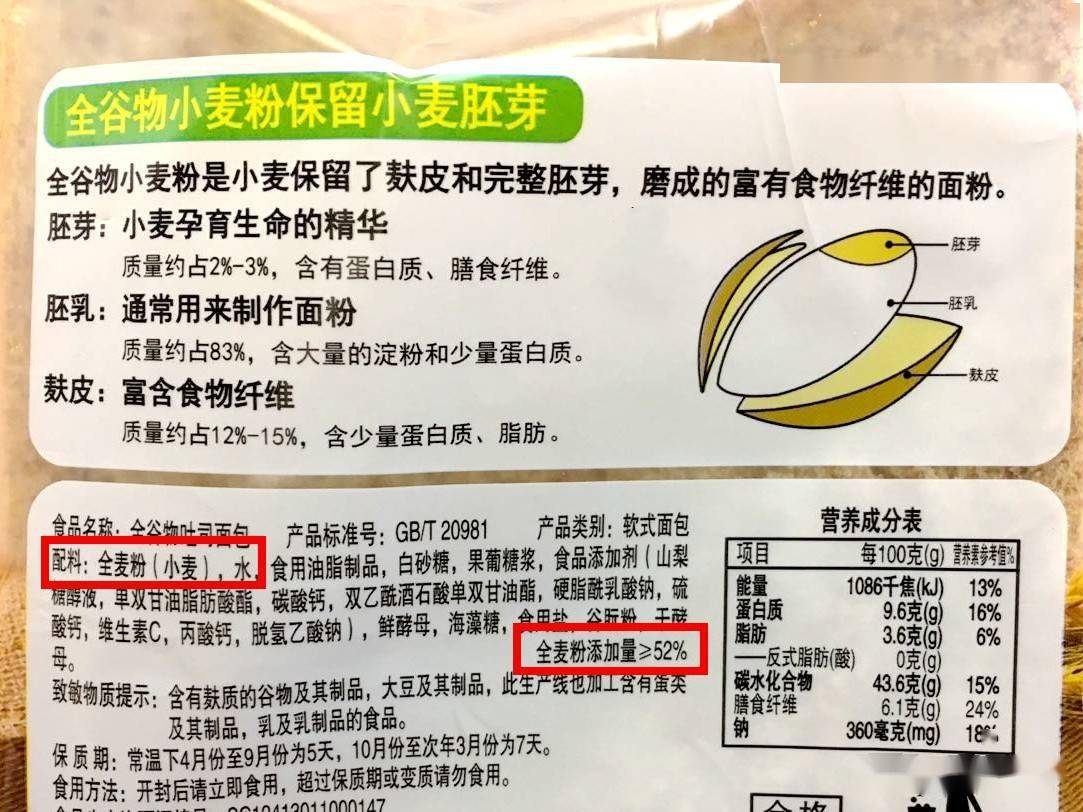 全谷物小麦粉保留小麦胚芽
全谷物小麦粉是小麦保留了麸皮和完整胚芽，磨成的富有食物纤维的面粉。
胚芽：小麦孕育生命的精华
质量约占2%-3%，含有蛋白质、膳食纤维。
胚乳：通常用来制作面粉
质量约占83%，含大量的淀粉和少量蛋白质。
麸皮：富含食物纤维
质量约占12%-15%，含少量蛋白质、脂肪。
胚芽
胚乳
麸皮
食品名称：全谷物吐司面包 产品标准号：GB/T 20981 产品类别：软式面包
配料：全麦粉（小麦），水，食用油脂制品，白砂糖，果葡糖浆，食品添加剂（山梨
糖醇液，单双甘油脂肪酸酯，碳酸钙，双乙酰酒石酸单双甘油酯，硬脂酰乳酸钠，硫
酸钙，维生素C，丙酸钙，脱氢乙酸钠），鲜酵母，海藻糖，食用盐，谷朊粉，干酵
母。 全麦粉添加量≥52%
致敏物质提示：含有麸质的谷物及其制品，大豆及其制品，此生产线也加工含有蛋类
及其制品，乳及乳制品的食品。
保质期：常温下4月份至9月份为5天，10月份至次年3月份为7天。
食用方法：开封后请立即食用，超过保质期或变质请勿食用。
营养成分表
项目 每100克(g) 营养素参考值%
能量 1086千焦(kJ) 13%
蛋白质 9.6克(g) 16%
脂肪 3.6克(g) 6%
——反式脂肪(酸) 0克(g)
碳水化合物 43.6克(g) 15%
膳食纤维 6.1克(g) 24%
钠 360毫克(mg) 18%
合格